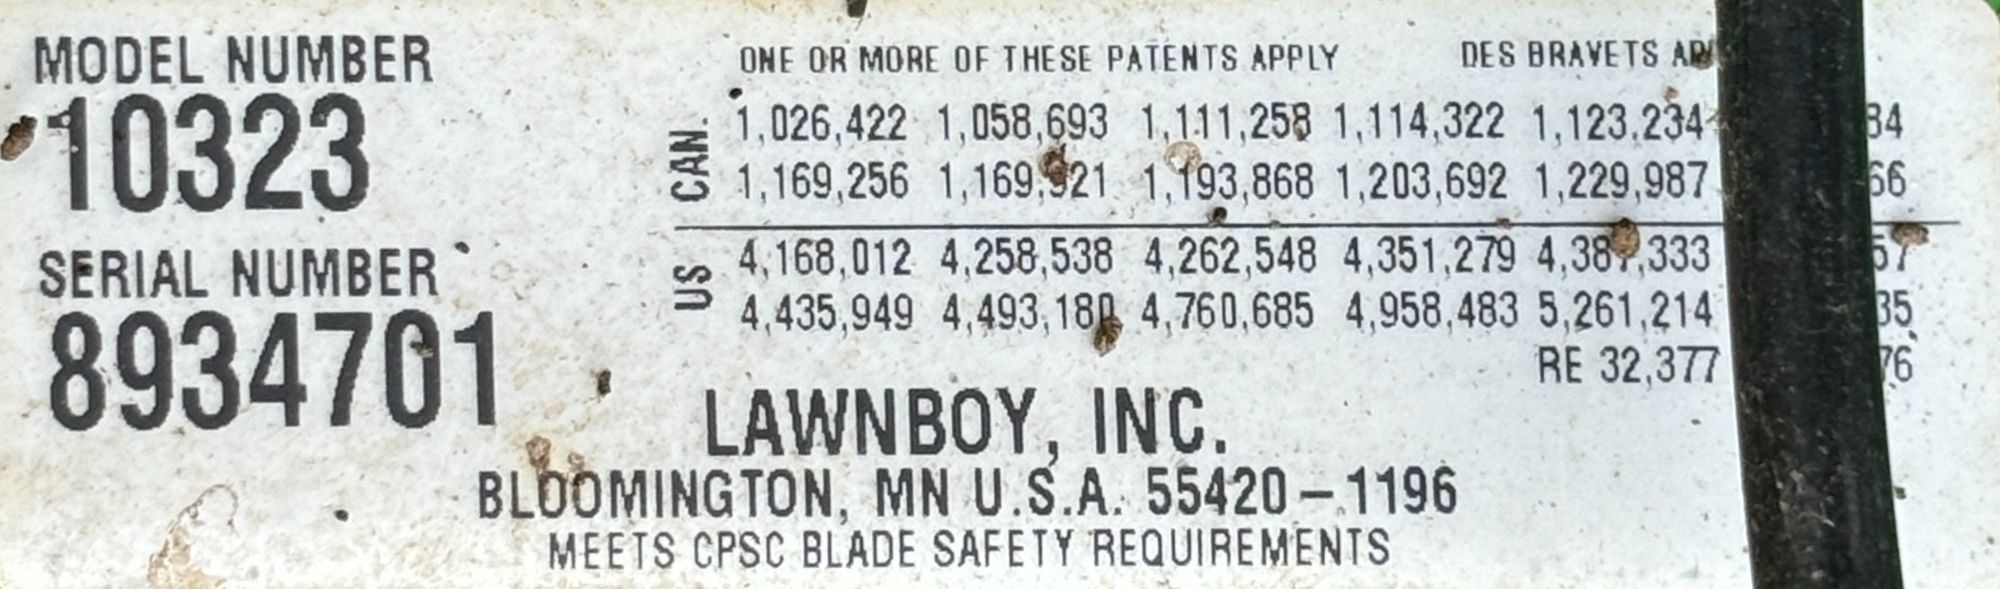 MODEL NUMBER
10323
SERIAL NUMBER
8934701
ONE OR MORE OF THESE PATENTS APPLY DES BRAVETS
CAN.
1,026,422 1,058,693 1,111,258 1,114,322 1,123,234
1,169,256 1,169,921 1,193,868 1,203,692 1,229,987
US
4,168,012 4,258,538 4,262,548 4,351,279
4,435,949 4,493,180 4,760,685 4,958,483 5,261,214
RE 32,377
LAWNBOY, INC.
BLOOMINGTON, MN U.S.A. 55420-1196
MEETS CPSC BLADE SAFETY REQUIREMENTS